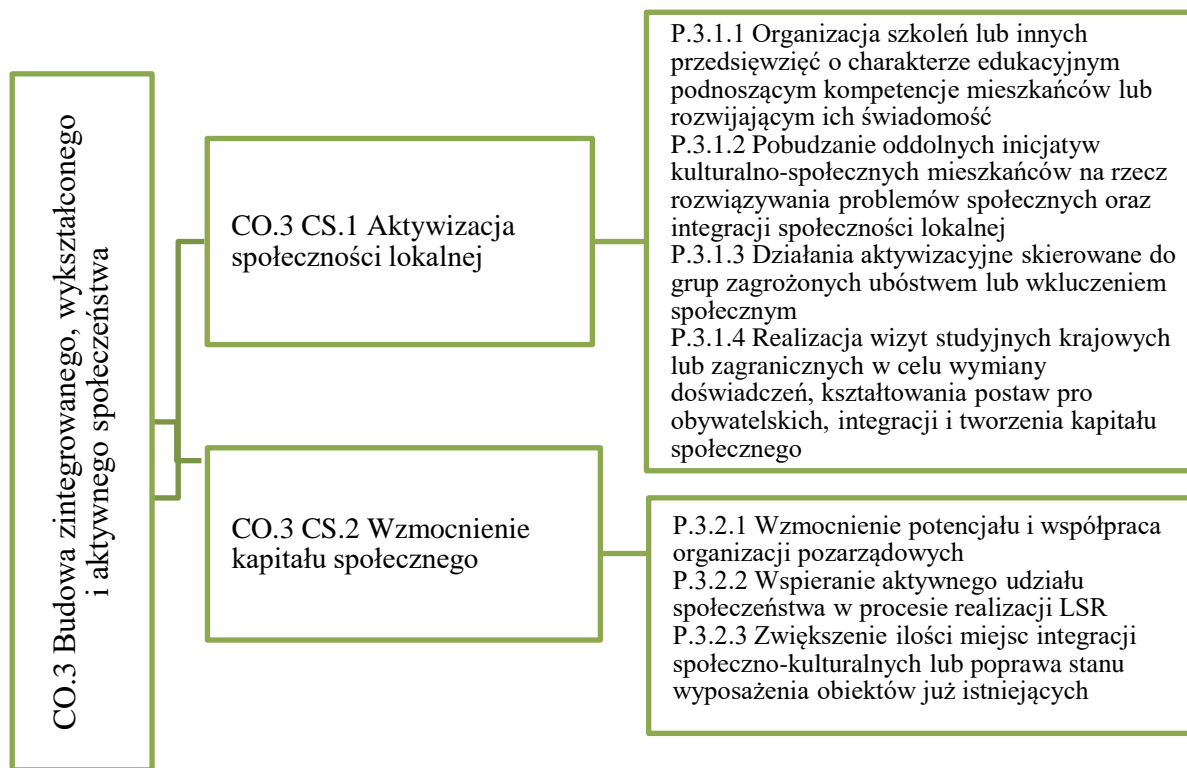 CO.3 Budowa zintegrowanego, wykształconego
i aktywnego społeczeństwa
CO.3 CS.1 Aktywizacja
społeczności lokalnej
P.3.1.1 Organizacja szkoleń lub innych
przedsięwzięć o charakterze edukacyjnym
podnoszącym kompetencje mieszkańców lub
rozwijającym ich świadomość
P.3.1.2 Pobudzanie oddolnych inicjatyw
kulturalno-społecznych mieszkańców na rzecz
rozwiązywania problemów społecznych oraz
integracji społeczności lokalnej
P.3.1.3 Działania aktywizacyjne skierowane do
grup zagrożonych ubóstwem lub wkluczeniem
społecznym
P.3.1.4 Realizacja wizyt studyjnych krajowych
lub zagranicznych w celu wymiany
doświadczeń, kształtowania postaw pro
obywatelskich, integracji i tworzenia kapitału
społecznego
CO.3 CS.2 Wzmocnienie
kapitału społecznego
P.3.2.1 Wzmocnienie potencjału i współpraca
organizacji pozarządowych
P.3.2.2 Wspieranie aktywnego udziału
społeczeństwa w procesie realizacji LSR
P.3.2.3 Zwiększenie ilości miejsc integracji
społeczno-kulturalnych lub poprawa stanu
wyposażenia obiektów już istniejących